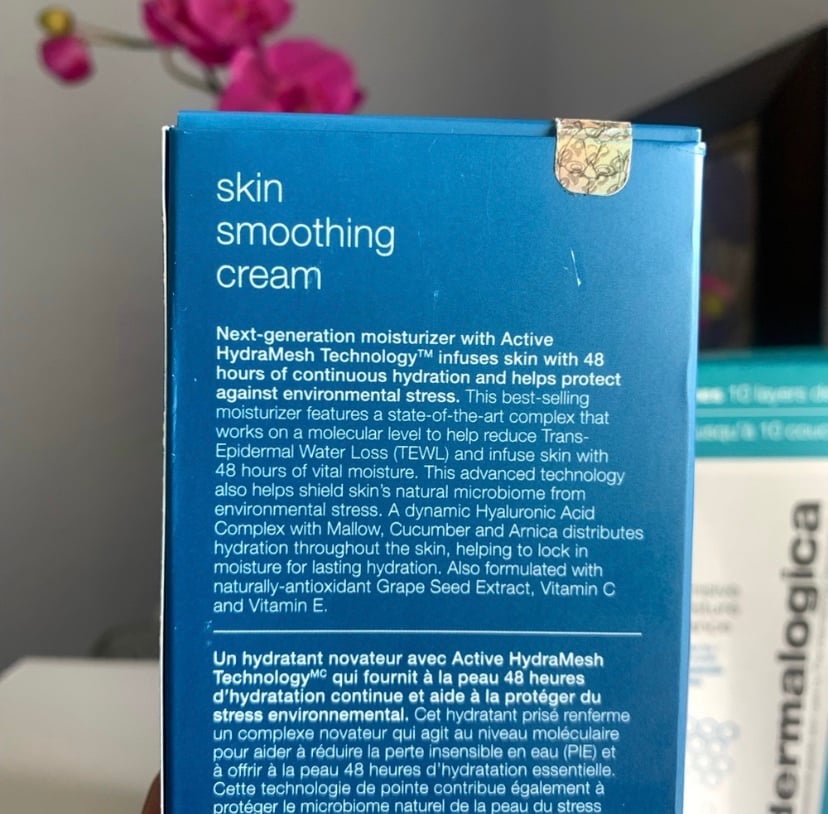 skin
smoothing
cream
Next-generation moisturizer with Active
HydraMesh Technology™ infuses skin with 48
hours of continuous hydration and helps protect
against environmental stress. This best-selling
moisturizer features a state-of-the-art complex that
works on a molecular level to help reduce Trans-
Epidermal Water Loss (TEWL) and infuse skin with
48 hours of vital moisture. This advanced technology
also helps shield skin's natural microbiome from
environmental stress. A dynamic Hyaluronic Acid
Complex with Mallow, Cucumber and Arnica distributes
hydration throughout the skin, helping to lock in
moisture for lasting hydration. Also formulated with
naturally-antioxidant Grape Seed Extract, Vitamin C
and Vitamin E.
Un hydratant novateur avec Active HydraMesh
Technologyᴹᶜ qui fournit à la peau 48 heures
d'hydratation continue et aide à la protéger du
stress environnemental. Cet hydratant prisé renferme
un complexe novateur qui agit au niveau moléculaire
pour aider à réduire la perte insensible en eau (PIE) et
à offrir à la peau 48 heures d'hydratation essentielle.
Cette technologie de pointe contribue également à
protéger le microbiome naturel de la peau du stress
10 layers
10
dermalogica